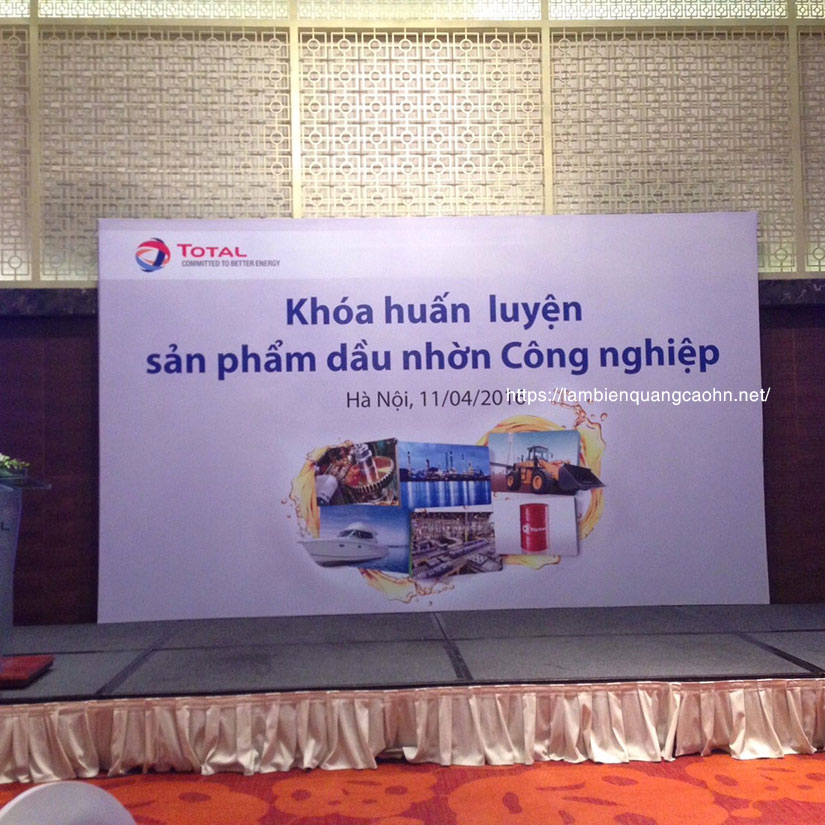 TOTAL
COMMITTED TO BETTER ENERGY
Khóa huấn luyện
sản phẩm dầu nhờn Công nghiệp
Hà Nội, 11/04/201
https://lambienquangcaohn.net/